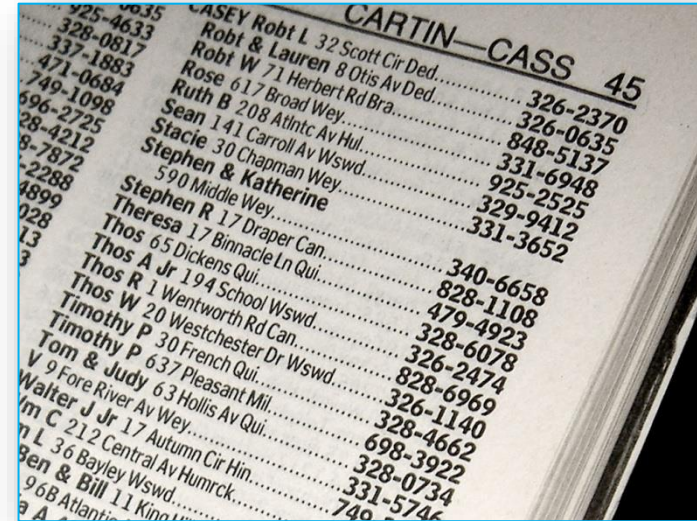 CARTIN—CASS 45
0635
925-4633
328-0817
337-1883
471-0684
749-1098
696-2725
28-4212
8-7872
-2288
4899
028
13
3
CASEY Robt L 32 Scott Cir Ded 326-2370
Robt & Lauren 8 Otis Av Ded 326-0635
Robt W 71 Herbert Rd Bra 848-5137
Rose 617 Broad Wey 331-6948
Ruth B 208 Atlntc Av Hul 925-2525
Sean 141 Carroll Av Wswd 329-9412
Stacie 30 Chapman Wey 331-3652
Stephen & Katherine
590 Middle Wey 340-6658
Stephen R 17 Draper Can 828-1108
Theresa 17 Binnacle Ln Qui 479-4923
Thos 65 Dickens Qui 328-6078
Thos A Jr 194 School Wswd 326-2474
Thos R 1 Wentworth Rd Can 828-6969
Thos W 20 Westchester Dr Wswd 326-1140
Timothy P 30 French Qui 328-4662
Timothy P 637 Pleasant Mil 698-3922
Tom & Judy 63 Hollis Av Qui 328-0734
V 9 Fore River Av Wey 331-5746
Walter J Jr 17 Autumn Cir Hin 749-
m C 212 Central Av Humrck
L 36 Bayley Wswd
Ben & Bill 11 King
96B Atlantic